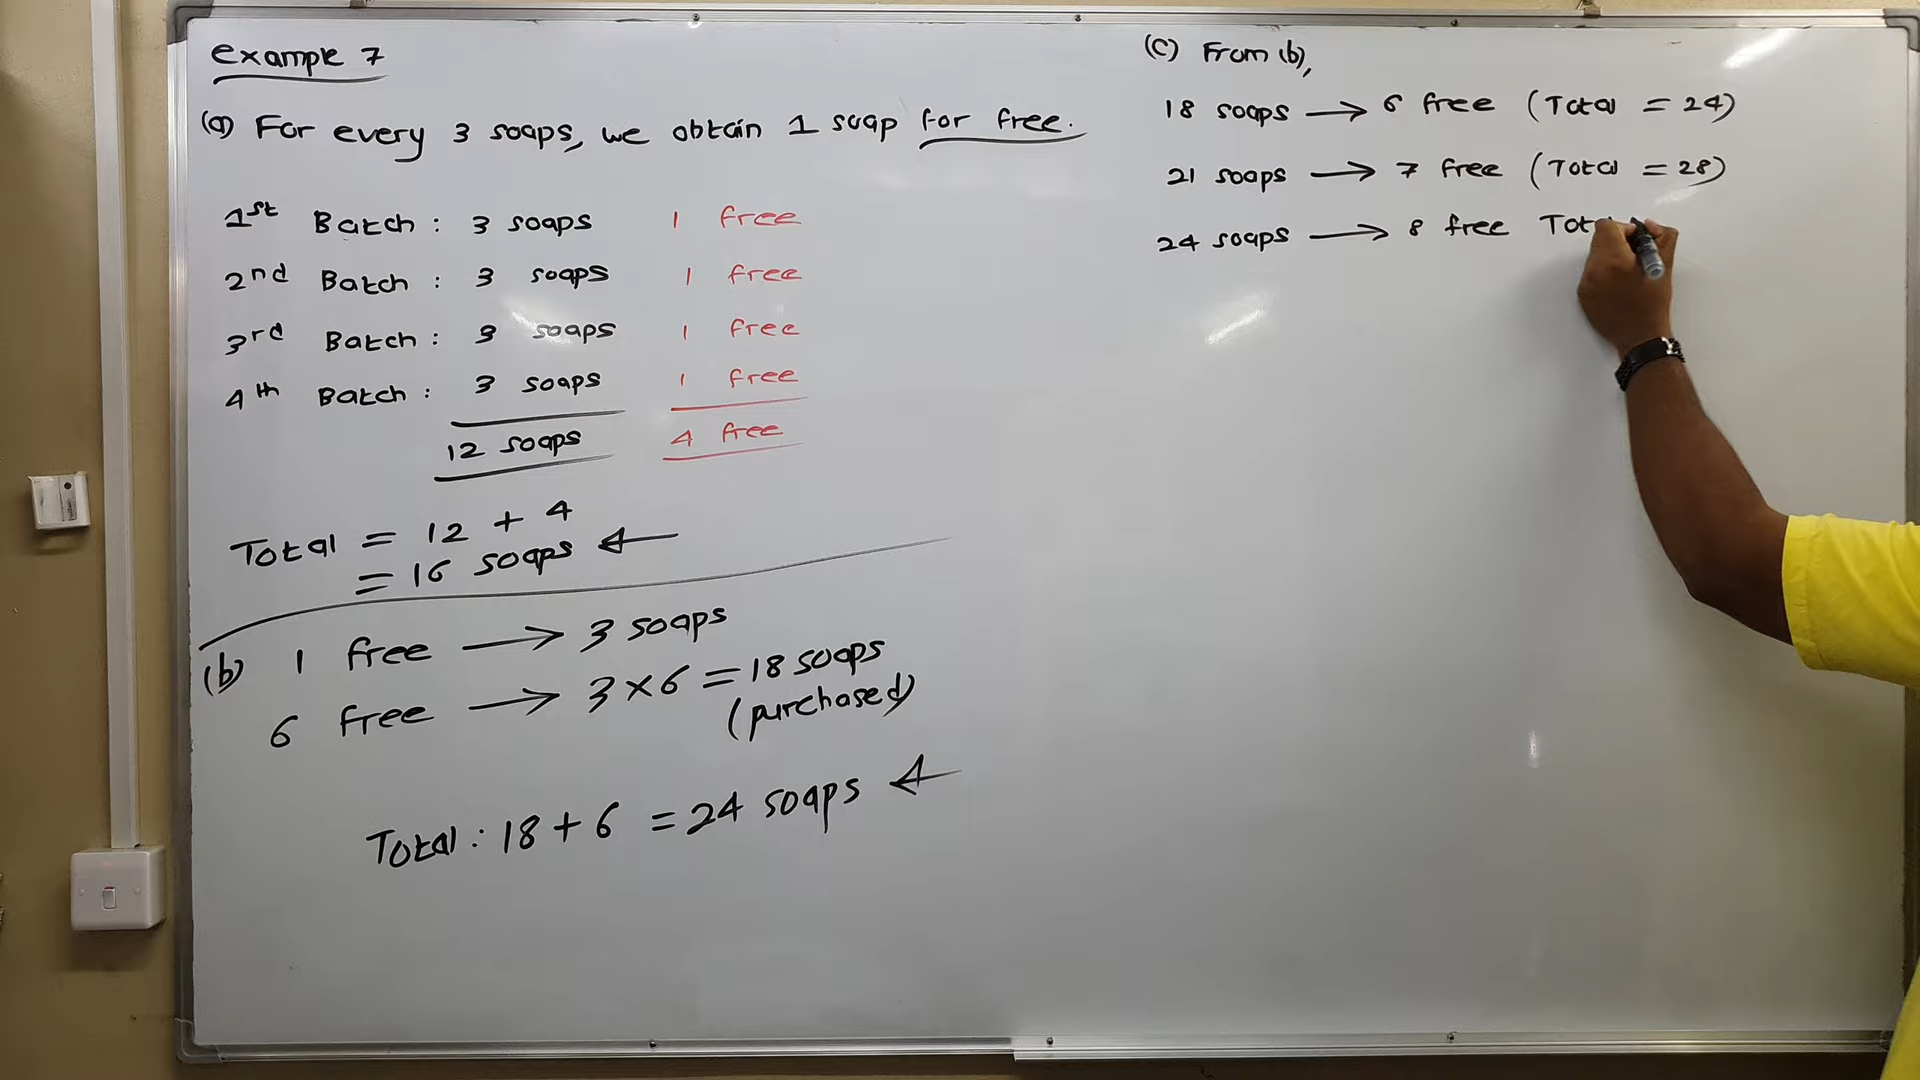 example 7
(a) For every 3 soaps, we obtain 1 soap for free.
1st Batch : 3 soaps 1 free
2nd Batch : 3 soaps 1 free
3rd Batch : 3 soaps 1 free
4th Batch : 3 soaps 1 free
12 soaps 4 free
Total = 12 + 4
= 16 soaps ←
(b) 1 free → 3 soaps
6 free → 3 × 6 = 18 soaps
(purchased)
Total : 18 + 6 = 24 soaps ←
(c) From (b),
18 soaps → 6 free (Total = 24)
21 soaps → 7 free (Total = 28)
24 soaps → 8 free Tot